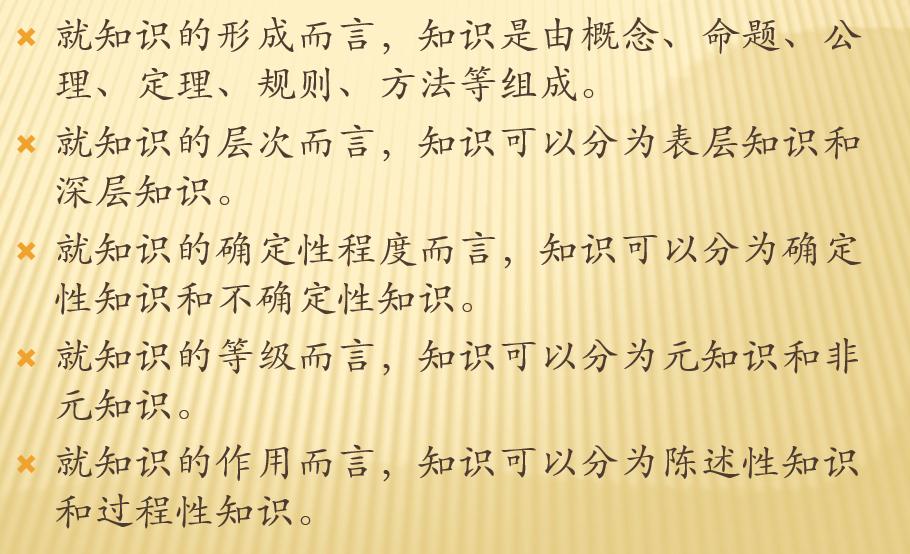 就知识的形成而言，知识是由概念、命题、公
理、定理、规则、方法等组成。
就知识的层次而言，知识可以分为表层知识和
深层知识。
就知识的确定性程度而言，知识可以分为确定
性知识和不确定性知识。
就知识的等级而言，知识可以分为元知识和非
元知识。
就知识的作用而言，知识可以分为陈述性知识
和过程性知识。